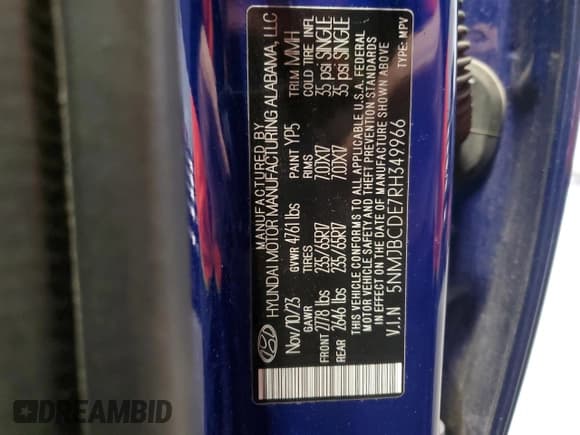 MANUFACTURED BY
HYUNDAI MOTOR MANUFACTURING ALABAMA, LLC
Nov/10/23 GVWR 4761 lbs PAINT YP5 TRIM MMH
GAWR TIRES RIMS COLD TIRE INFL
FRONT 2778 lbs 235/65R17 7.0JX17 35 psi SINGLE
REAR 2646 lbs 235/65R17 7.0JX17 35 psi SINGLE
THIS VEHICLE CONFORMS TO ALL APPLICABLE U.S.A. FEDERAL
MOTOR VEHICLE SAFETY AND THEFT PREVENTION STANDARDS
IN EFFECT ON THE DATE OF MANUFACTURE SHOWN ABOVE
V.I.N 5NMJBCDE7RH349966 TYPE: MPV
DREAMBID